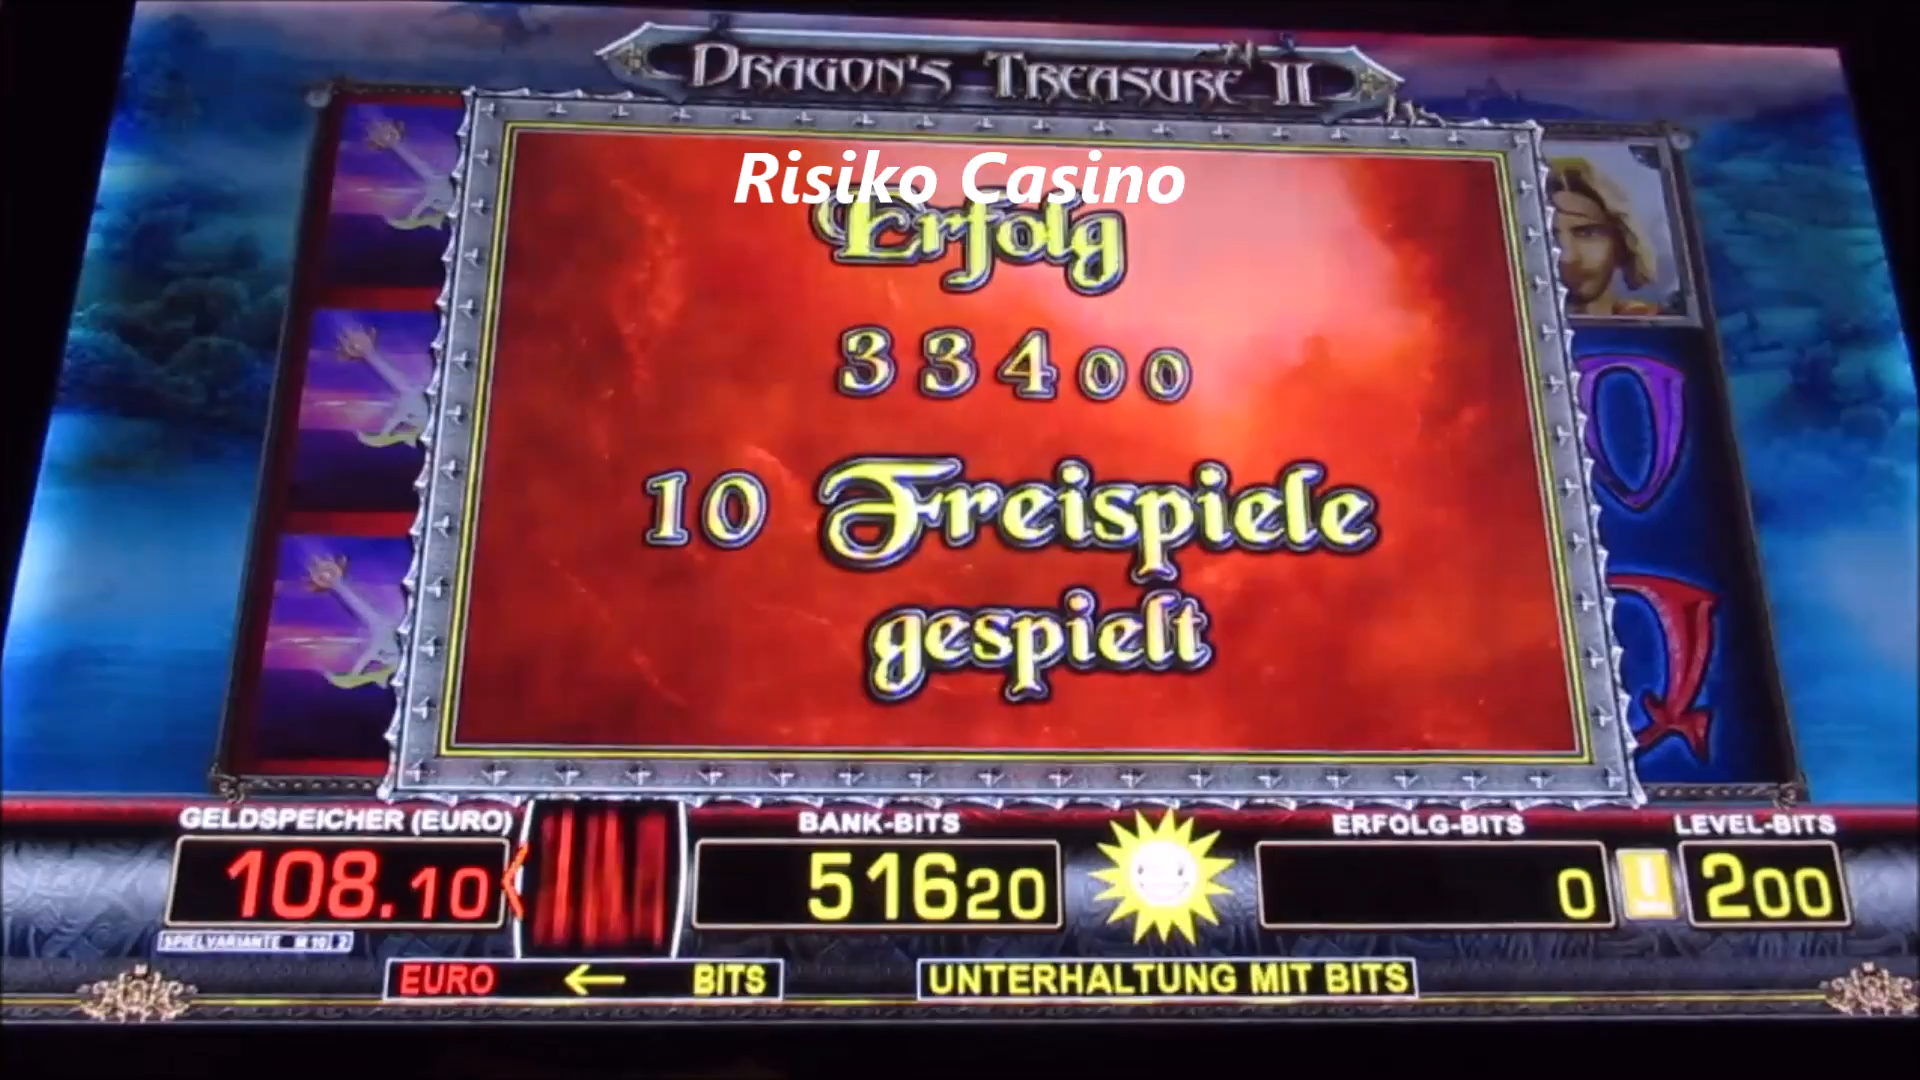 DRAGON'S TREASURE II
Risiko Casino
Erfolg
33400
10 Freispiele
gespielt
GELDSPEICHER (EURO)
BANK-BITS
ERFOLG-BITS
LEVEL-BITS
108.10
51620
0
200
SPIELVARIANTE
EURO ← BITS
UNTERHALTUNG MIT BITS